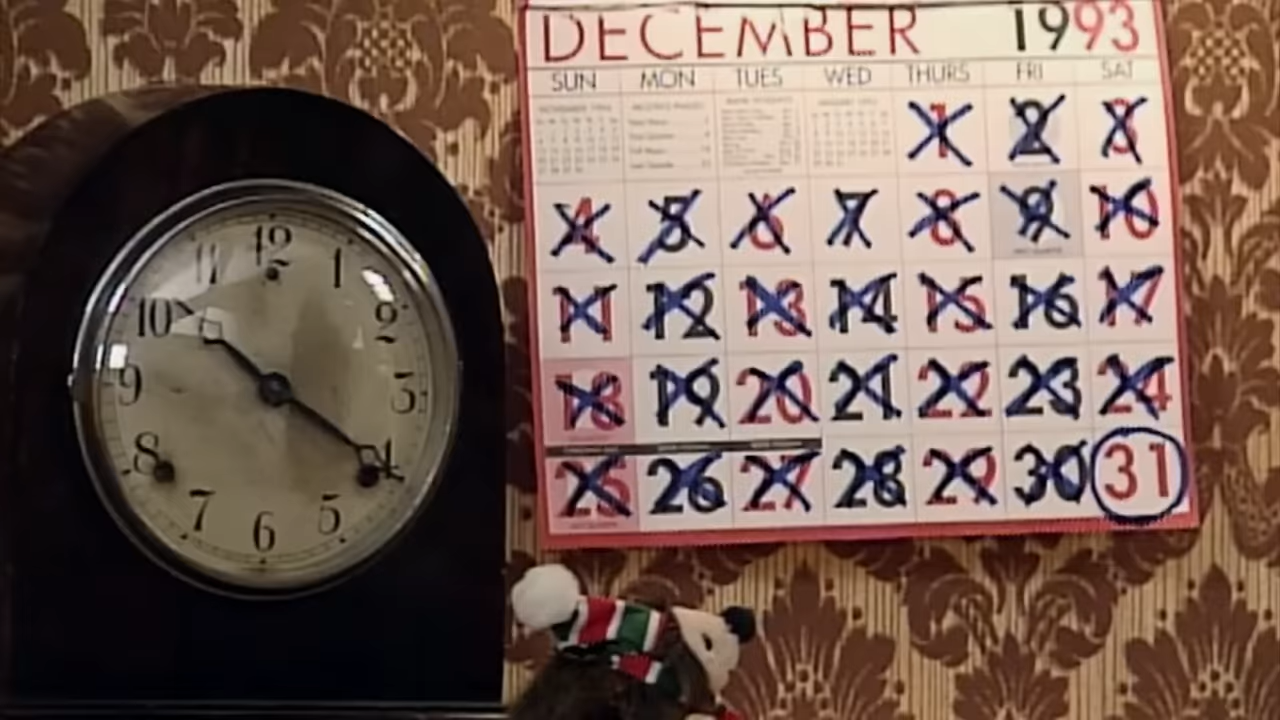 DECEMBER 1993
SUN MON TUES WED THURS FRI SAT
1 2 3
4 5 6 7 8 9 10
11 12 13 14 15 16 17
18 19 20 21 22 23 24
25 26 27 28 29 30 31
12
11 1
10 2
9 3
8 4
7 5
6